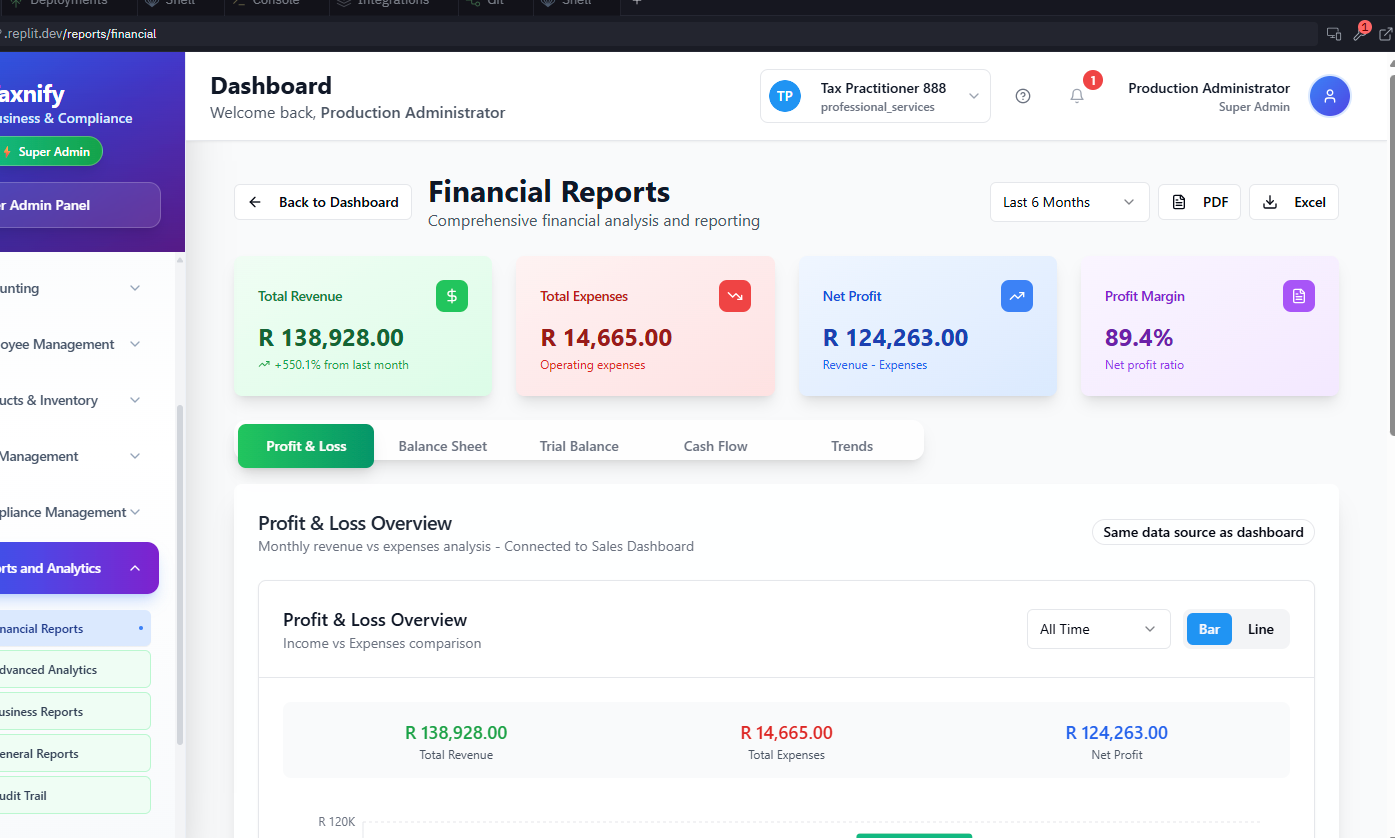 Deployments
Shell
Console
Integrations
Git
Shell
.replit.dev/reports/financial
1
axnify
usiness & Compliance
Super Admin
r Admin Panel
unting
oyee Management
ucts & Inventory
Management
pliance Management
rts and Analytics
nancial Reports
dvanced Analytics
usiness Reports
eneral Reports
udit Trail
Dashboard
Welcome back, Production Administrator
TP
Tax Practitioner 888
professional_services
1
Production Administrator
Super Admin
Back to Dashboard
Financial Reports
Comprehensive financial analysis and reporting
Last 6 Months
PDF
Excel
Total Revenue
$
R 138,928.00
+550.1% from last month
Total Expenses
R 14,665.00
Operating expenses
Net Profit
R 124,263.00
Revenue - Expenses
Profit Margin
89.4%
Net profit ratio
Profit & Loss
Balance Sheet
Trial Balance
Cash Flow
Trends
Profit & Loss Overview
Monthly revenue vs expenses analysis - Connected to Sales Dashboard
Same data source as dashboard
Profit & Loss Overview
Income vs Expenses comparison
All Time
Bar
Line
R 138,928.00
Total Revenue
R 14,665.00
Total Expenses
R 124,263.00
Net Profit
R 120K